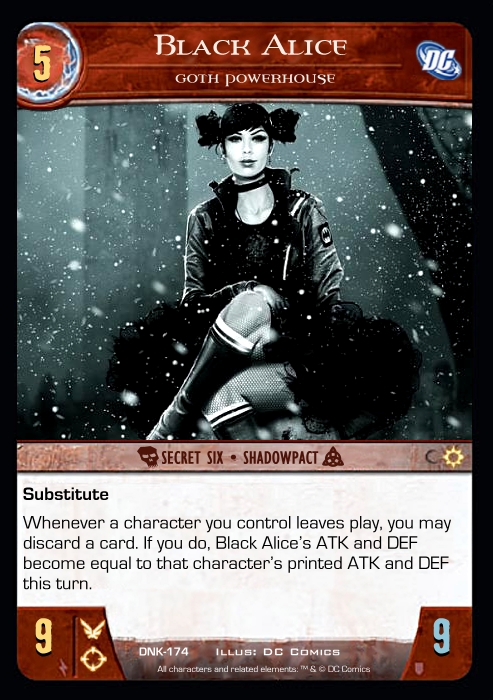 5
BLACK ALICE
GOTH POWERHOUSE
DC
SECRET SIX • SHADOWPACT
Substitute
Whenever a character you control leaves play, you may
discard a card. If you do, Black Alice's ATK and DEF
become equal to that character's printed ATK and DEF
this turn.
9
9
DNK-174 ILLUS: DC COMICS
All characters and related elements: ™ & © DC Comics